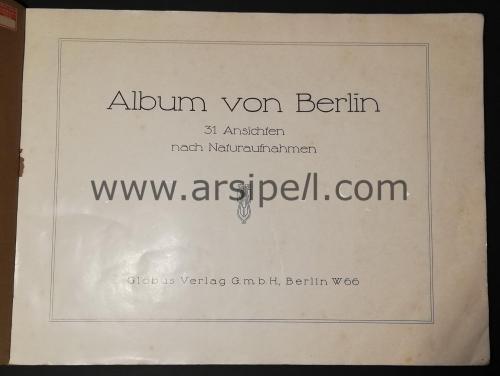 Album von Berlin
31 Ansichten
nach Naturaufnahmen
www.arsipell.com
Globus Verlag G.m.b.H., Berlin W66